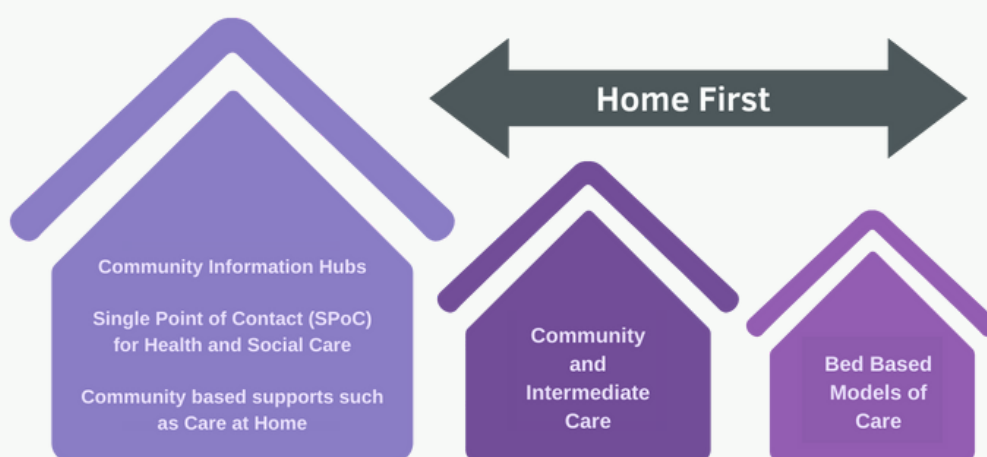 Home First
Community Information Hubs
Single Point of Contact (SPoC)
for Health and Social Care
Community based supports such
as Care at Home
Community
and
Intermediate
Care
Bed Based
Models of
Care